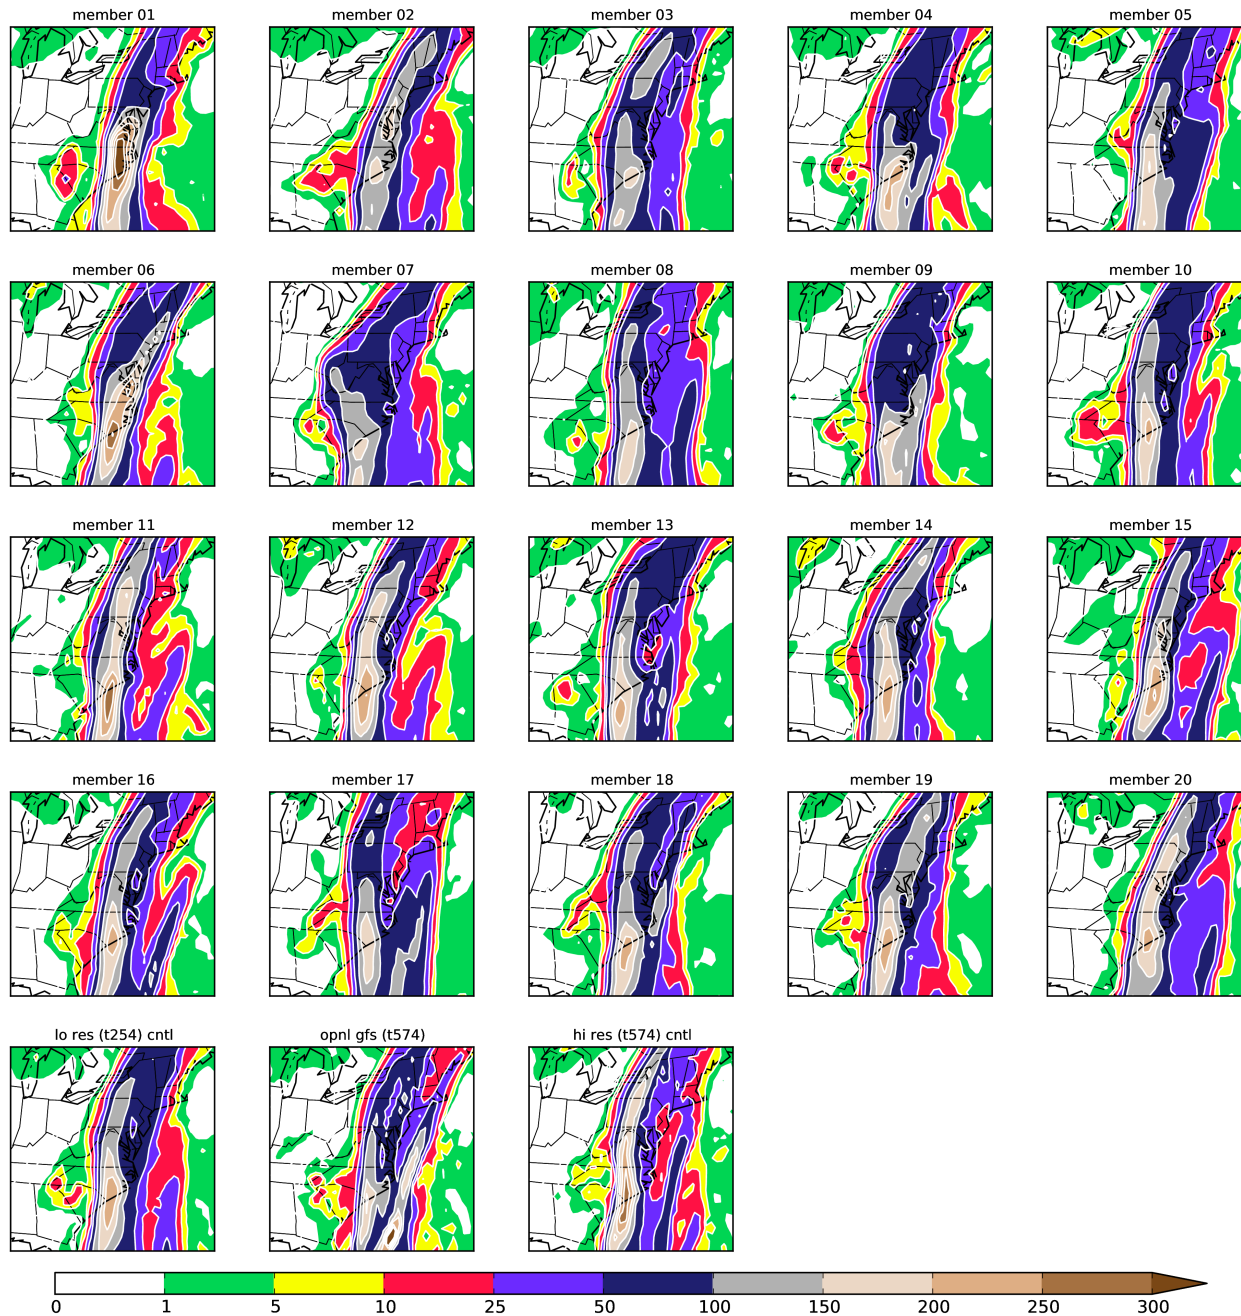 member 01
member 02
member 03
member 04
member 05
member 06
member 07
member 08
member 09
member 10
member 11
member 12
member 13
member 14
member 15
member 16
member 17
member 18
member 19
member 20
lo res (t254) cntl
opnl gfs (t574)
hi res (t574) cntl
0 1 5 10 25 50 100 150 200 250 300